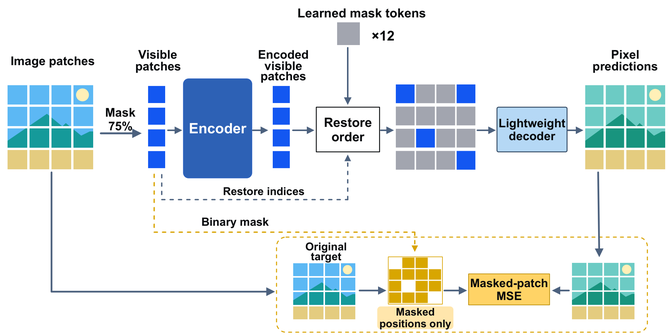 Learned mask tokens
×12
Image patches
Visible
patches
Encoded
visible
patches
Pixel
predictions
Mask
75%
Encoder
Restore
order
Lightweight
decoder
Restore indices
Binary mask
Original
target
Masked
positions only
Masked-patch
MSE